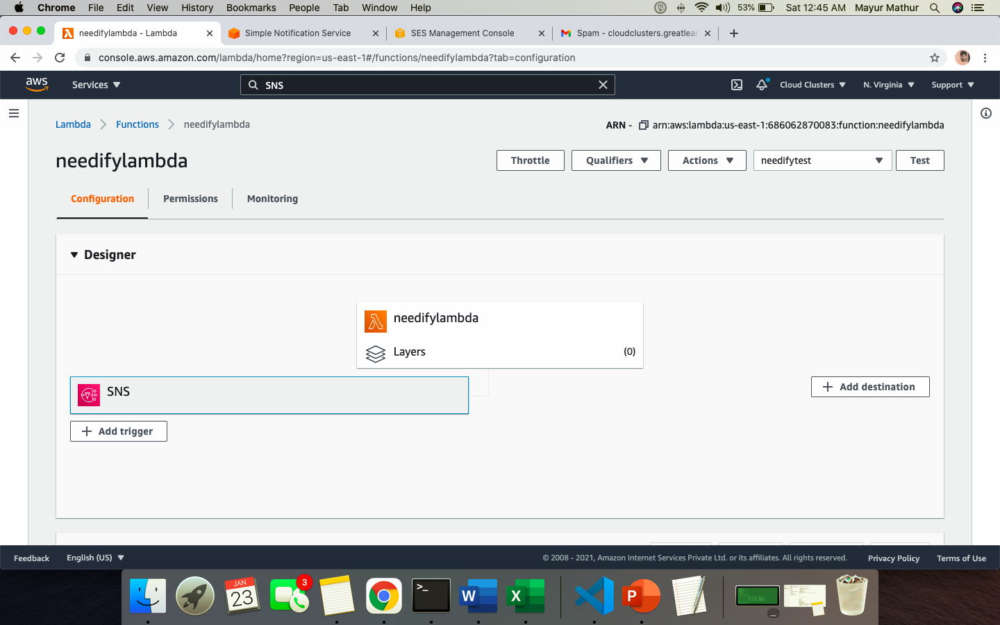 Chrome File Edit View History Bookmarks People Tab Window Help 53% Sat 12:45 AM Mayur Mathur
needifylambda - Lambda Simple Notification Service SES Management Console Spam - cloudclusters.greatlear
console.aws.amazon.com/lambda/home?region=us-east-1#/functions/needifylambda?tab=configuration
aws Services SNS Cloud Clusters N. Virginia Support
Lambda Functions needifylambda ARN - arn:aws:lambda:us-east-1:686062870083:function:needifylambda
needifylambda Throttle Qualifiers Actions needifytest Test
Configuration Permissions Monitoring
Designer
needifylambda
Layers (0)
SNS
Add destination
Add trigger
Feedback English (US) © 2008 - 2021, Amazon Internet Services Private Ltd. or its affiliates. All rights reserved. Privacy Policy Terms of Use
JAN 23 3 >_ W X P